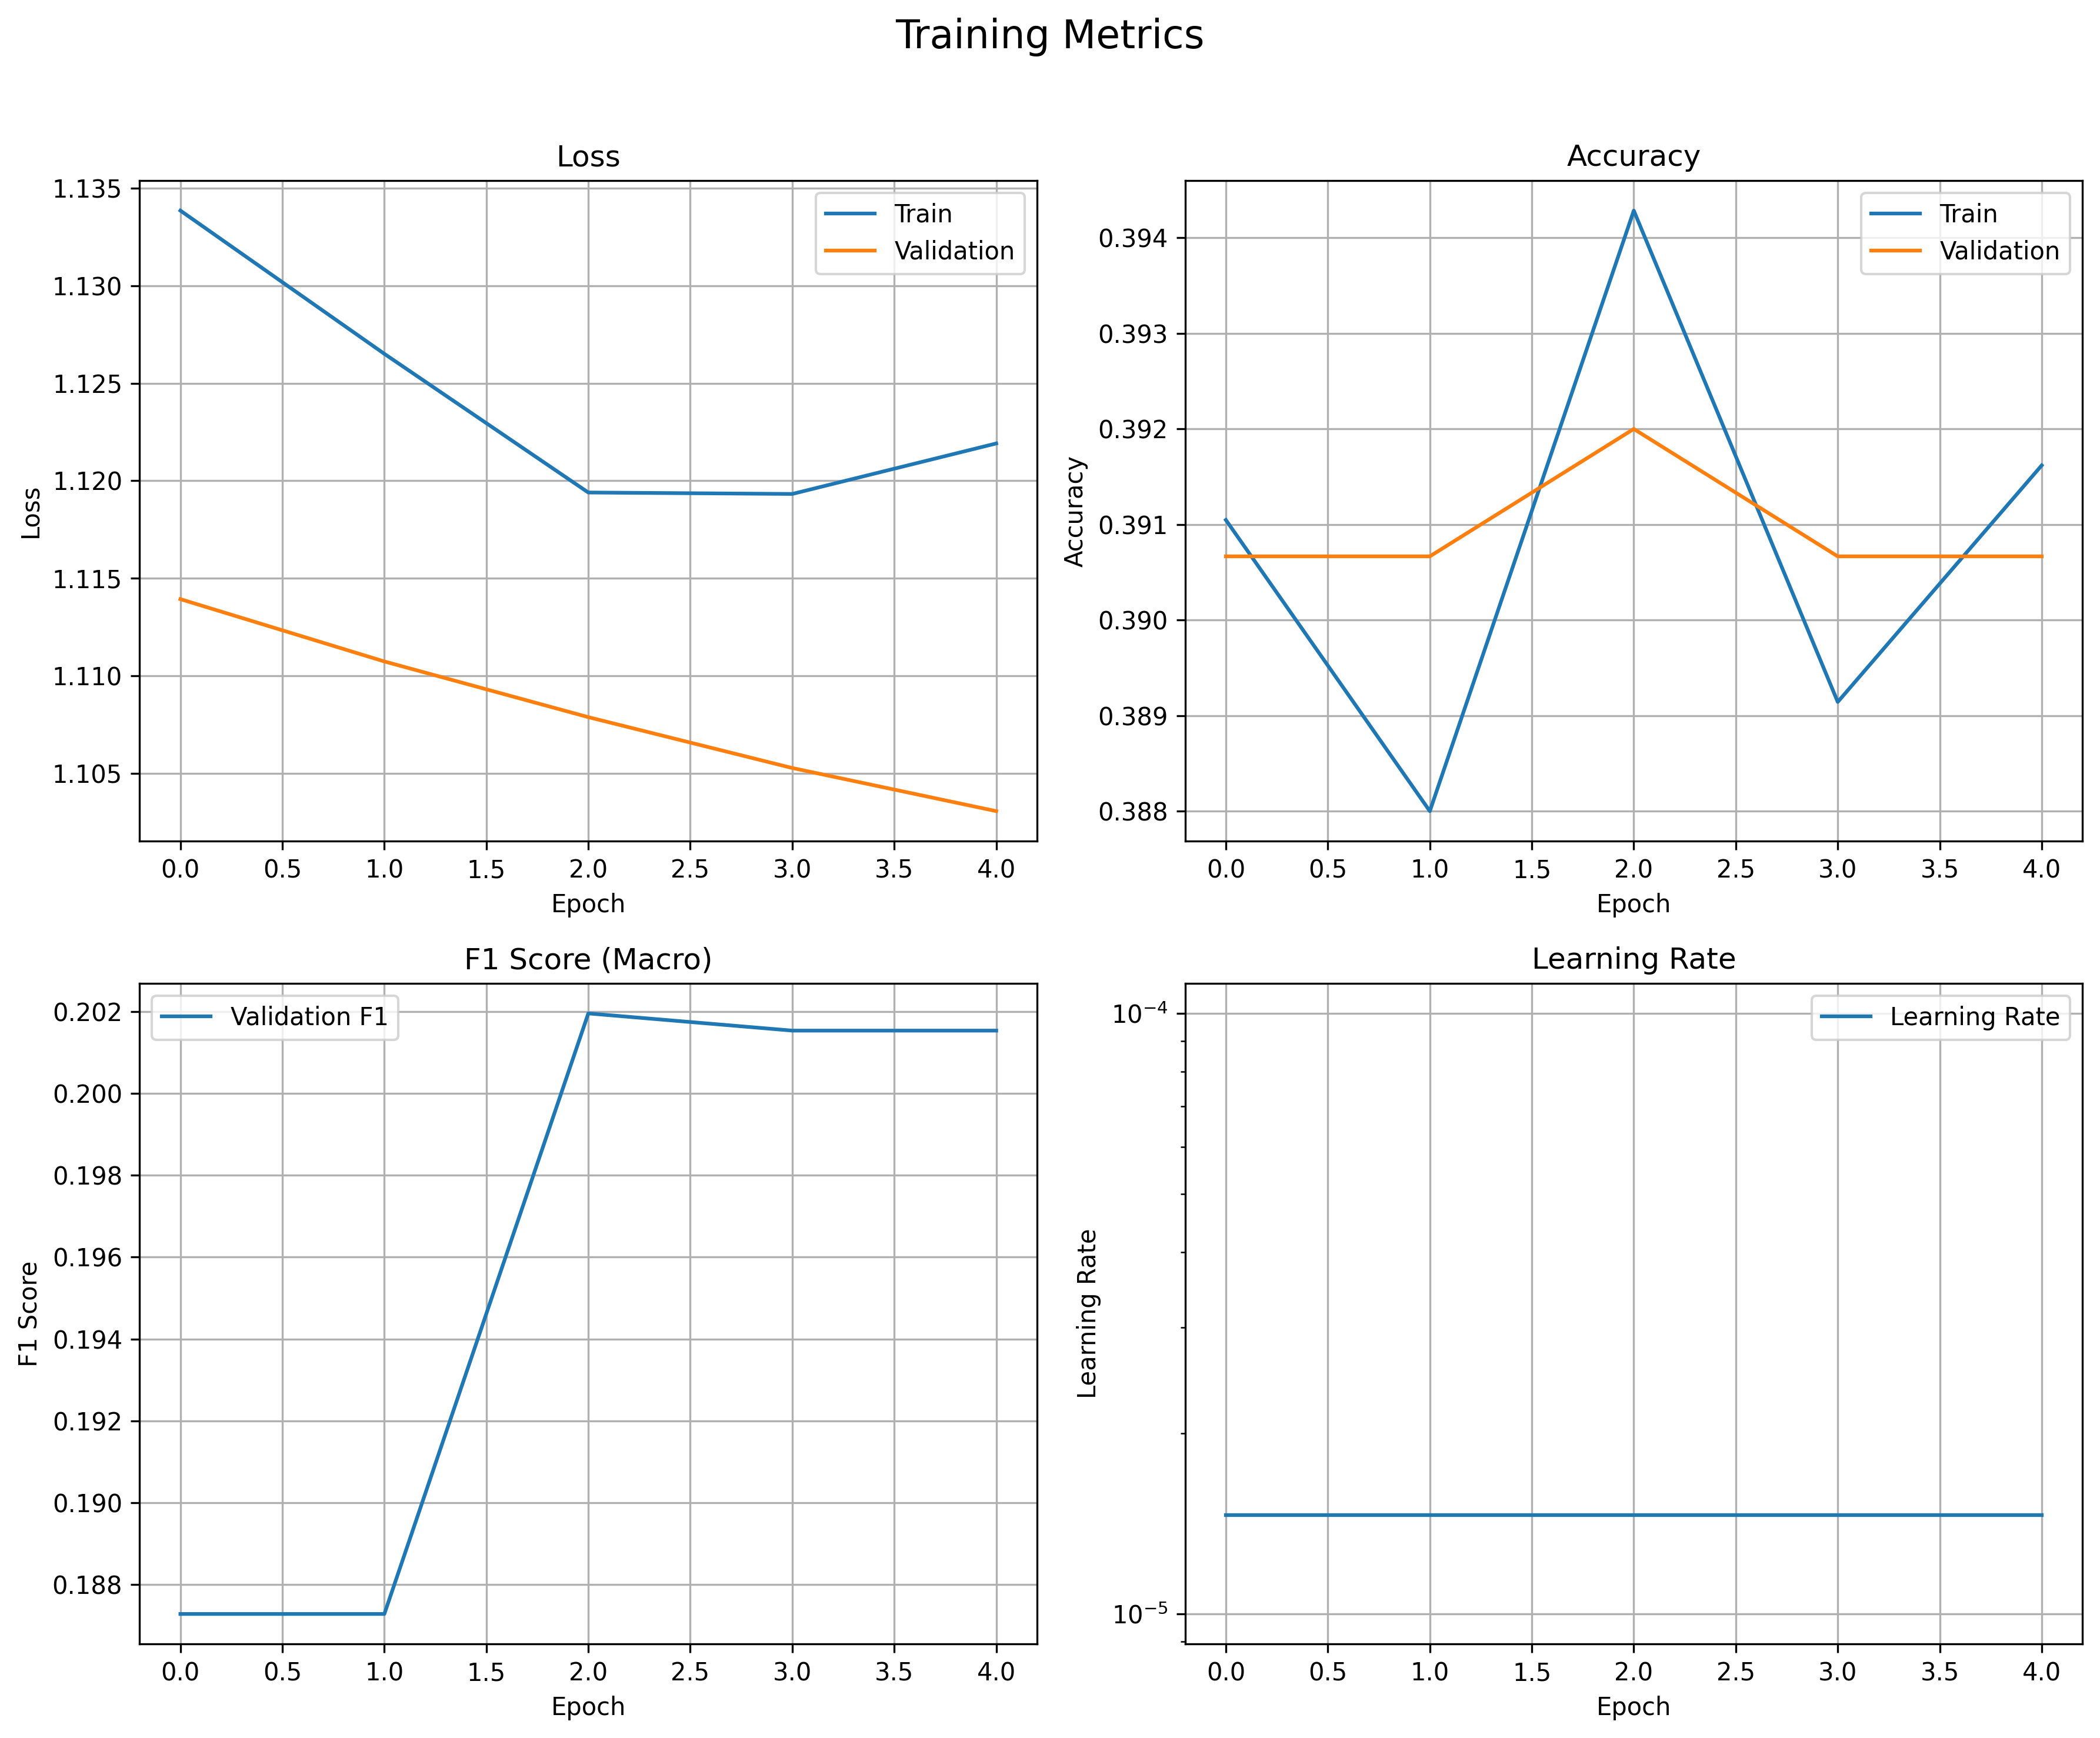 Training Metrics
Loss
1.135
1.130
1.125
1.120
1.115
1.110
1.105
Loss
Train
Validation
0.0 0.5 1.0 1.5 2.0 2.5 3.0 3.5 4.0
Epoch
Accuracy
0.394
0.393
0.392
0.391
0.390
0.389
0.388
Accuracy
Train
Validation
0.0 0.5 1.0 1.5 2.0 2.5 3.0 3.5 4.0
Epoch
F1 Score (Macro)
0.202
0.200
0.198
0.196
0.194
0.192
0.190
0.188
F1 Score
Validation F1
0.0 0.5 1.0 1.5 2.0 2.5 3.0 3.5 4.0
Epoch
Learning Rate
10⁻⁴
10⁻⁵
Learning Rate
Learning Rate
0.0 0.5 1.0 1.5 2.0 2.5 3.0 3.5 4.0
Epoch